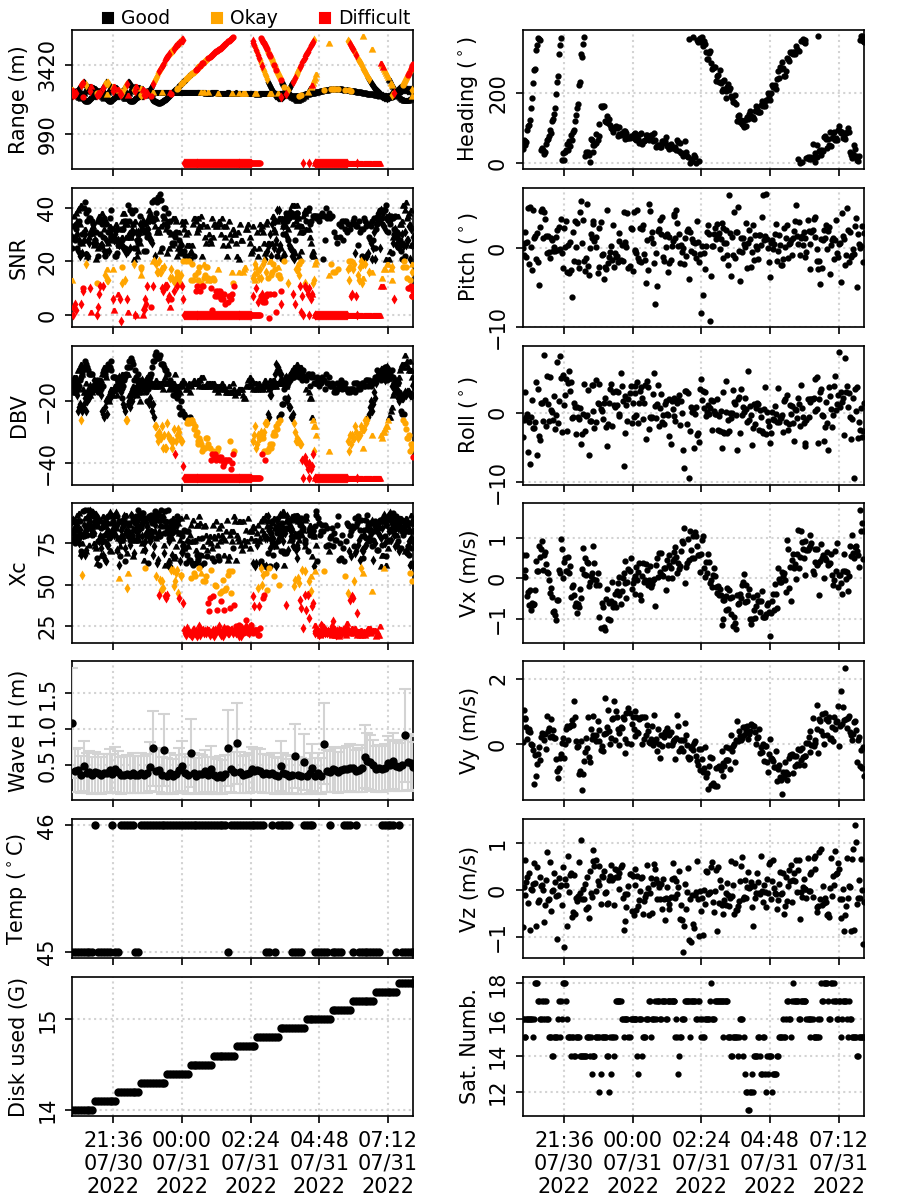 Good Okay Difficult
Range (m)
3420
990
Heading (°)
200
0
SNR
40
20
0
Pitch (°)
0
−10
DBV
−20
−40
Roll (°)
0
−10
Xc
75
50
25
Vx (m/s)
1
0
−1
Wave H (m)
1.5
1.0
0.5
Vy (m/s)
2
0
Temp (°C)
46
45
Vz (m/s)
1
0
−1
Disk used (G)
15
14
Sat. Numb.
18
16
14
12
21:36 00:00 02:24 04:48 07:12
07/30 07/31 07/31 07/31 07/31
2022 2022 2022 2022 2022
21:36 00:00 02:24 04:48 07:12
07/30 07/31 07/31 07/31 07/31
2022 2022 2022 2022 2022